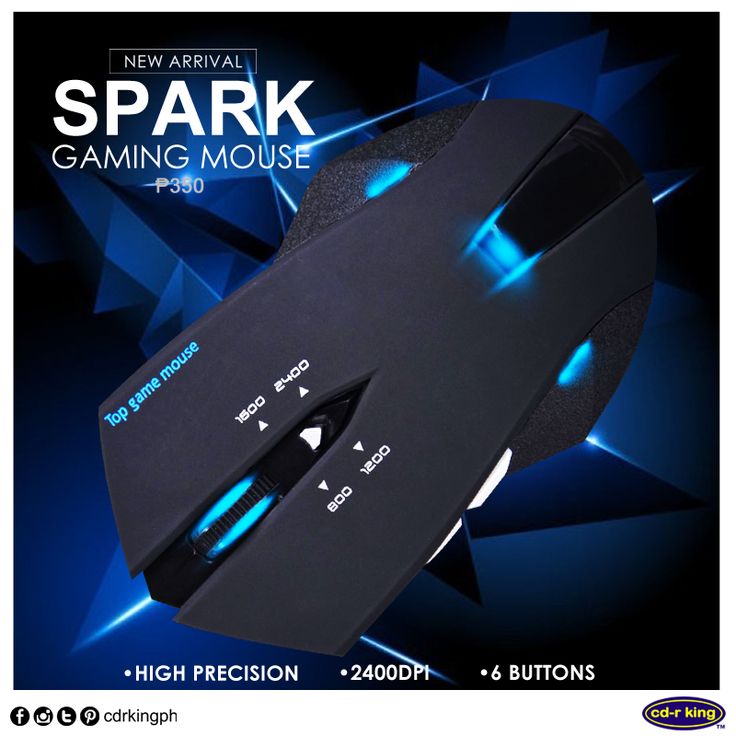 NEW ARRIVAL
SPARK
GAMING MOUSE
₱350
Top game mouse
1600 2400
800 1200
•HIGH PRECISION •2400DPI •6 BUTTONS
cdrkingph
cd-r king
TM